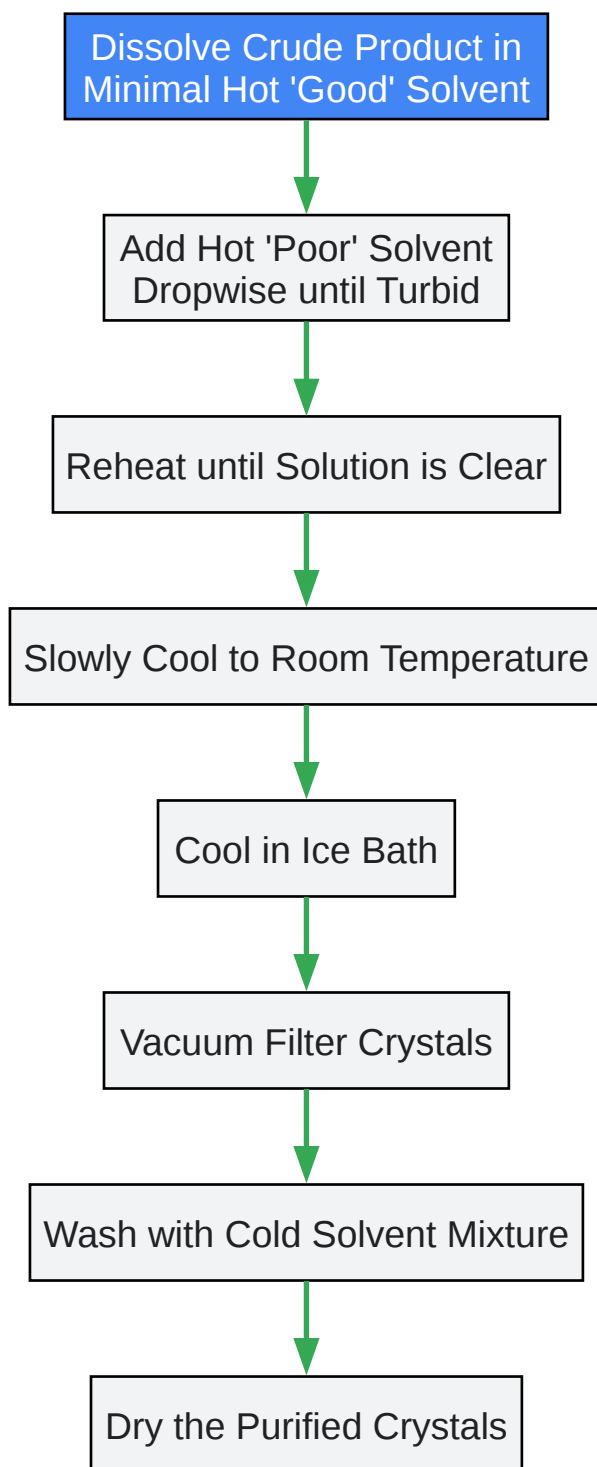 Dissolve Crude Product in
Minimal Hot 'Good' Solvent
Add Hot 'Poor' Solvent
Dropwise until Turbid
Reheat until Solution is Clear
Slowly Cool to Room Temperature
Cool in Ice Bath
Vacuum Filter Crystals
Wash with Cold Solvent Mixture
Dry the Purified Crystals